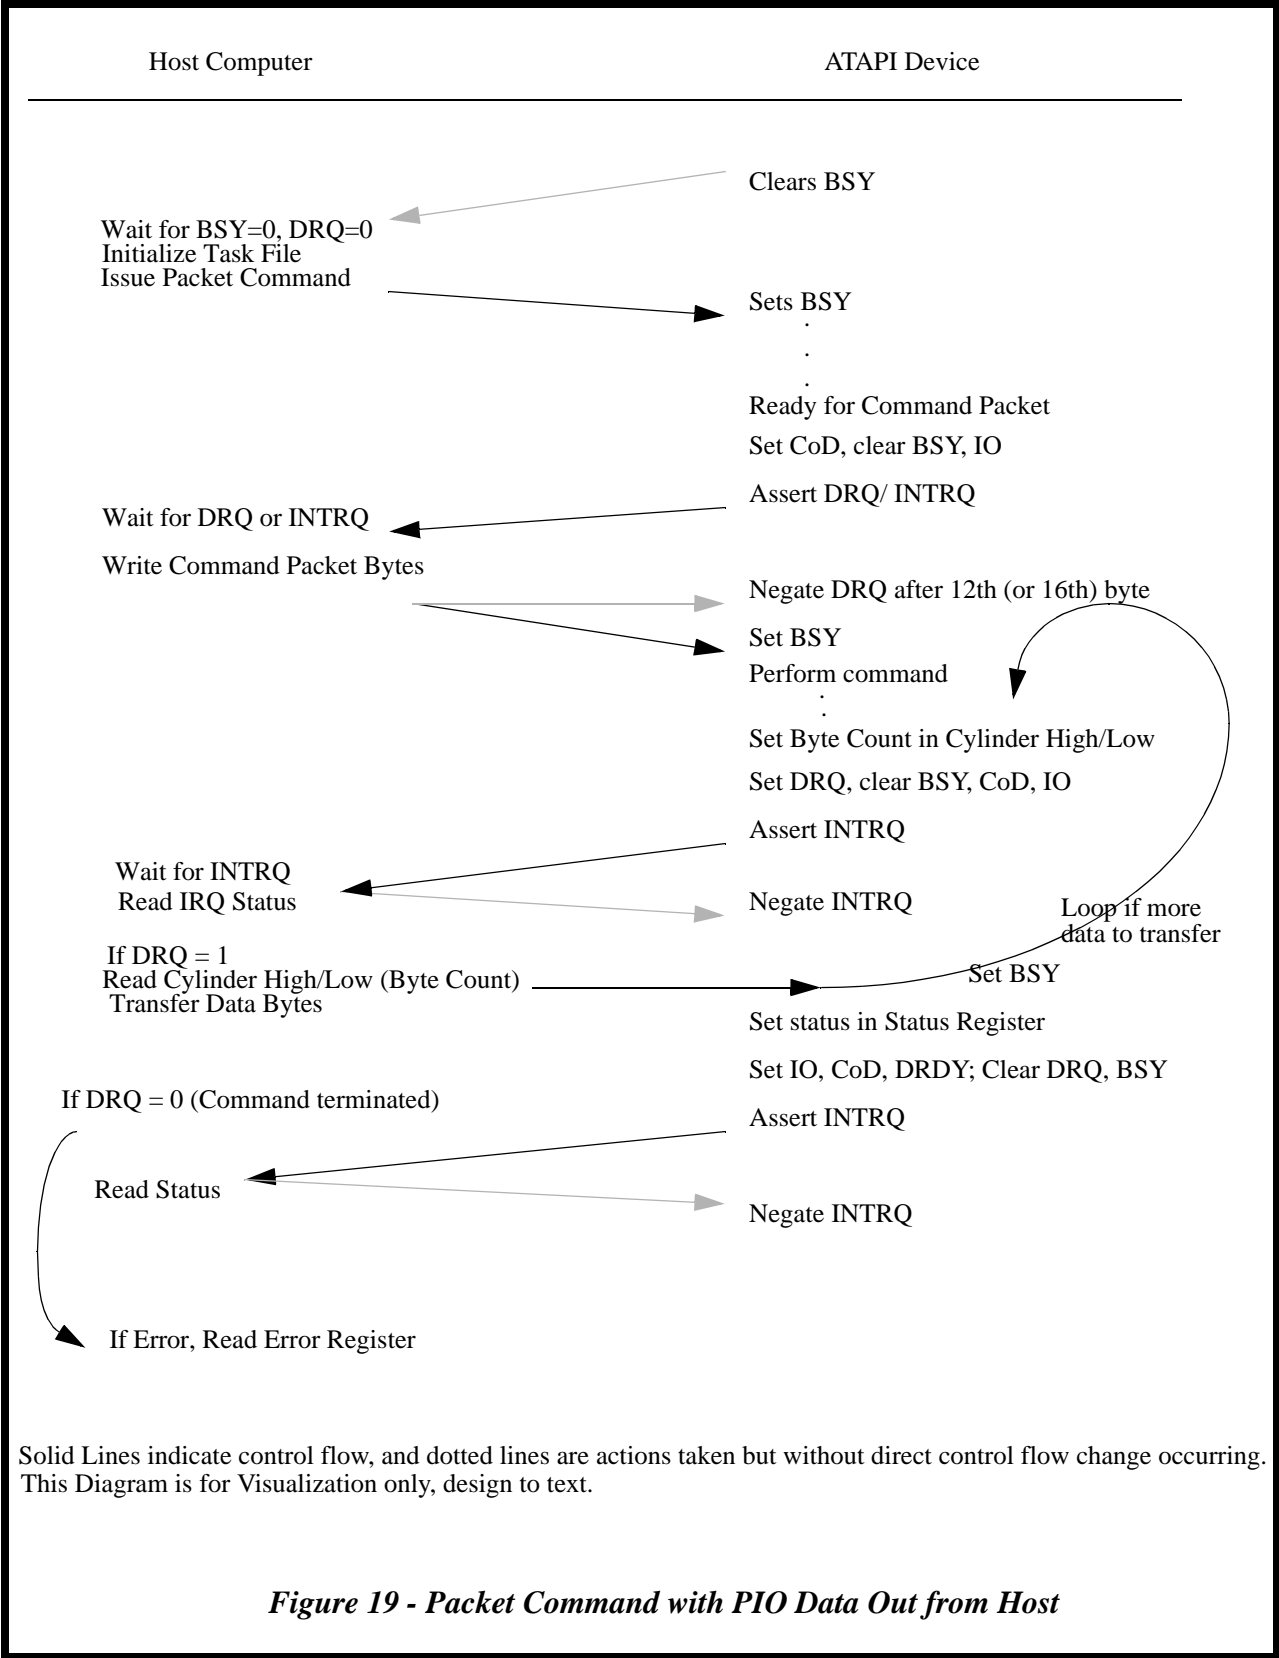 Host Computer
ATAPI Device
Clears BSY
Wait for BSY=0, DRQ=0
Initialize Task File
Issue Packet Command
Sets BSY
.
.
.
Ready for Command Packet
Set CoD, clear BSY, IO
Assert DRQ/ INTRQ
Wait for DRQ or INTRQ
Write Command Packet Bytes
Negate DRQ after 12th (or 16th) byte
Set BSY
Perform command
.
.
Set Byte Count in Cylinder High/Low
Set DRQ, clear BSY, CoD, IO
Assert INTRQ
Wait for INTRQ
Read IRQ Status
Negate INTRQ
Loop if more
data to transfer
If DRQ = 1
Read Cylinder High/Low (Byte Count)
Transfer Data Bytes
Set BSY
Set status in Status Register
Set IO, CoD, DRDY; Clear DRQ, BSY
If DRQ = 0 (Command terminated)
Assert INTRQ
Read Status
Negate INTRQ
If Error, Read Error Register
Solid Lines indicate control flow, and dotted lines are actions taken but without direct control flow change occurring.
This Diagram is for Visualization only, design to text.
Figure 19 - Packet Command with PIO Data Out from Host